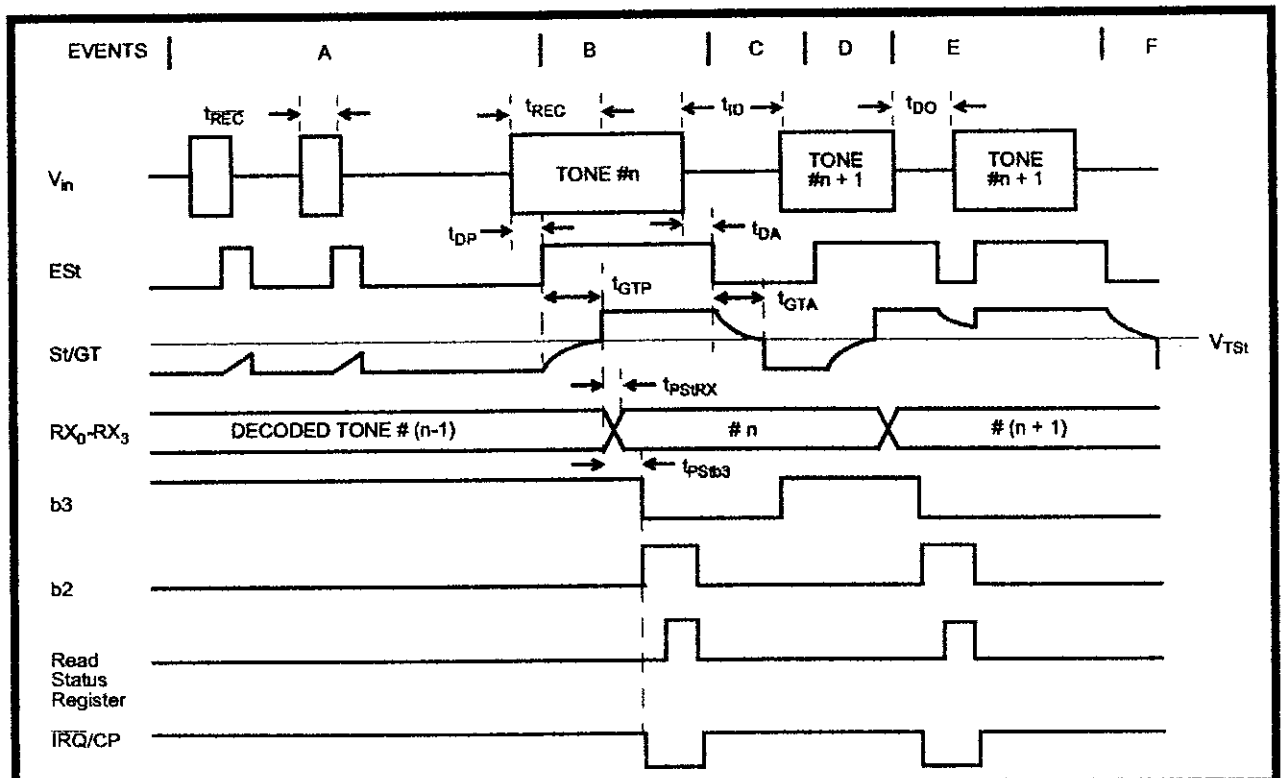 EVENTS A B C D E F
tREC tREC tID tDO
Vin TONE #n TONE #n + 1 TONE #n + 1
tDP tDA
ESt
tGTP tGTA
St/GT VTSt
tPStRX
RX0-RX3 DECODED TONE # (n-1) # n # (n + 1)
tPStb3
b3
b2
Read
Status
Register
IRQ/CP